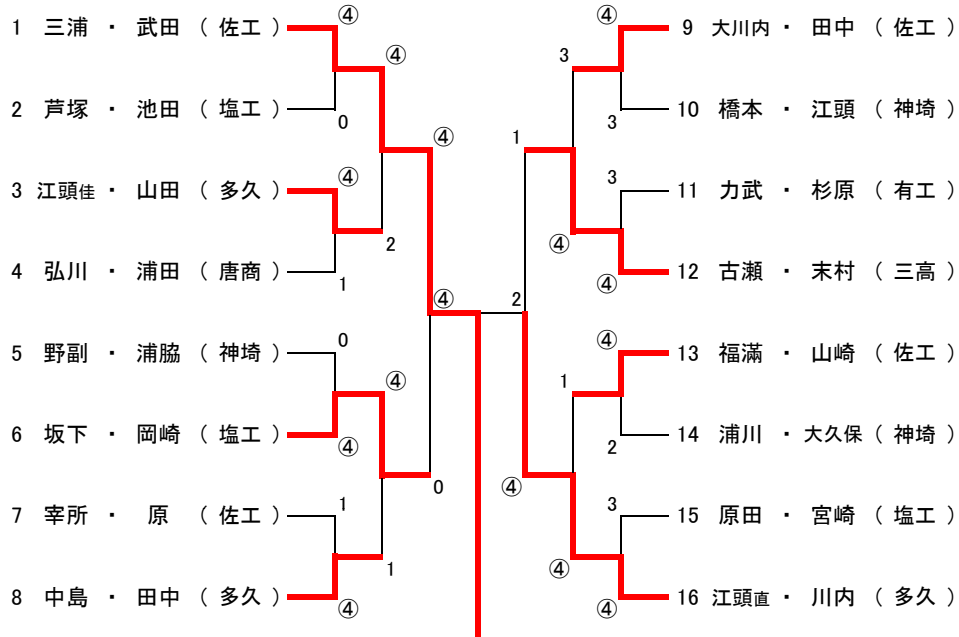 1 三浦 ・ 武田 ( 佐工 )
④
④
2 芦塚 ・ 池田 ( 塩工 )
0
④
3 江頭佳 ・ 山田 ( 多久 )
④
2
4 弘川 ・ 浦田 ( 唐商 )
1
④
5 野副 ・ 浦脇 ( 神埼 )
0
④
6 坂下 ・ 岡崎 ( 塩工 )
④
0
7 宰所 ・ 原 ( 佐工 )
1
1
8 中島 ・ 田中 ( 多久 )
④
④
9 大川内 ・ 田中 ( 佐工 )
3
10 橋本 ・ 江頭 ( 神埼 )
3
1
3
11 力武 ・ 杉原 ( 有工 )
④
12 古瀬 ・ 末村 ( 三高 )
④
2
④
13 福滿 ・ 山崎 ( 佐工 )
1
14 浦川 ・ 大久保 ( 神埼 )
2
④
3
15 原田 ・ 宮崎 ( 塩工 )
④
16 江頭直 ・ 川内 ( 多久 )
④